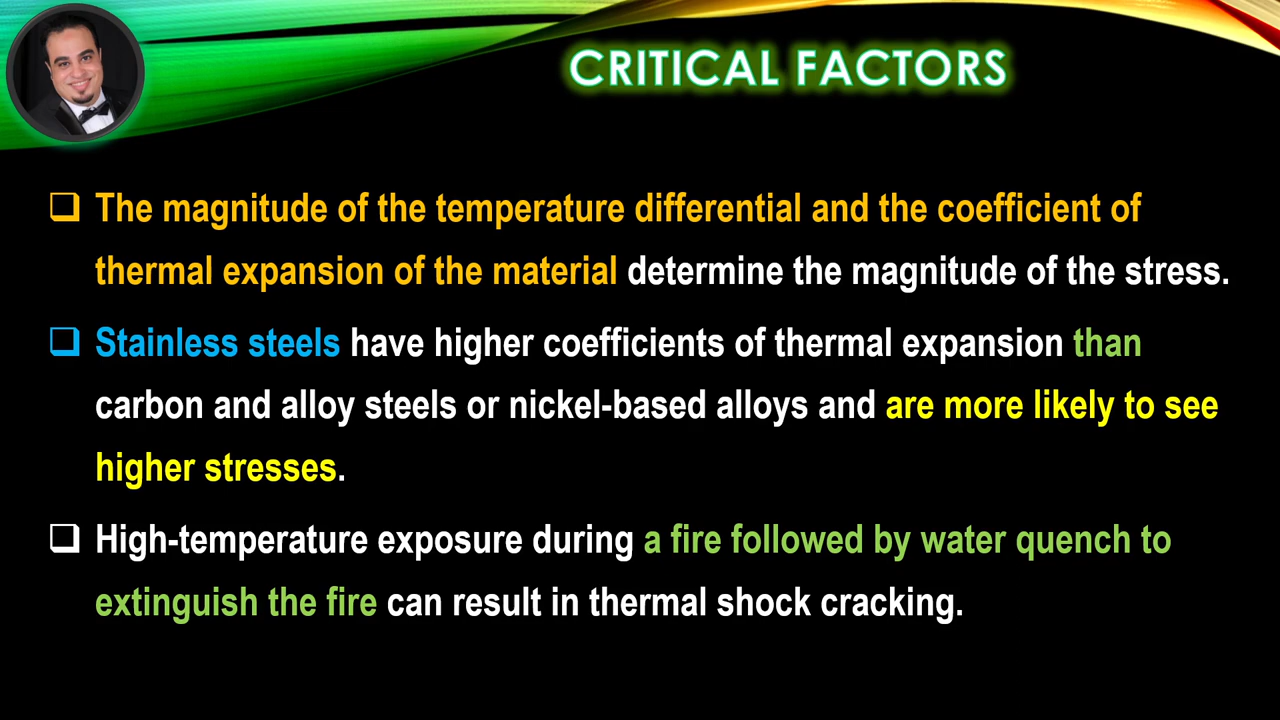 CRITICAL FACTORS
The magnitude of the temperature differential and the coefficient of
thermal expansion of the material determine the magnitude of the stress.
Stainless steels have higher coefficients of thermal expansion than
carbon and alloy steels or nickel-based alloys and are more likely to see
higher stresses.
High-temperature exposure during a fire followed by water quench to
extinguish the fire can result in thermal shock cracking.